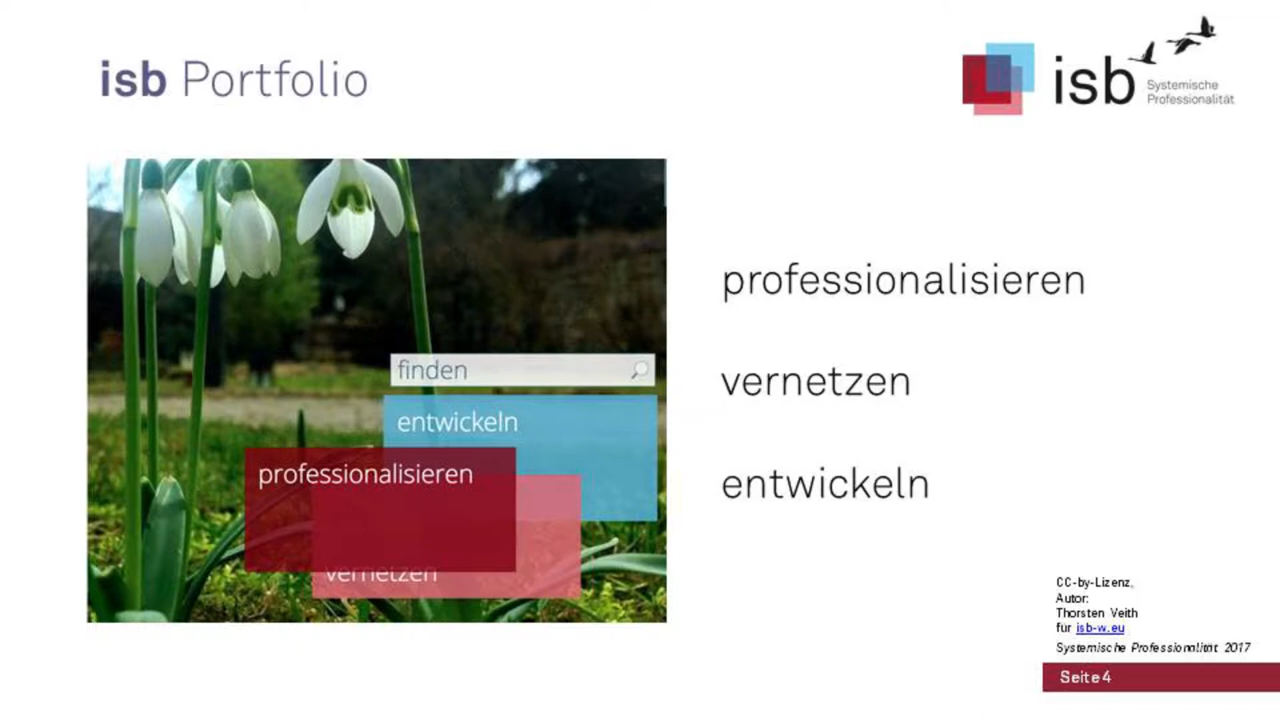 isb Portfolio
isb Systemische
Professionalität
finden
entwickeln
professionalisieren
vernetzen
professionalisieren
vernetzen
entwickeln
CC-by-Lizenz,
Autor:
Thorsten Veith
für isb-w.eu
Systemische Professionalität 2017
Seite 4